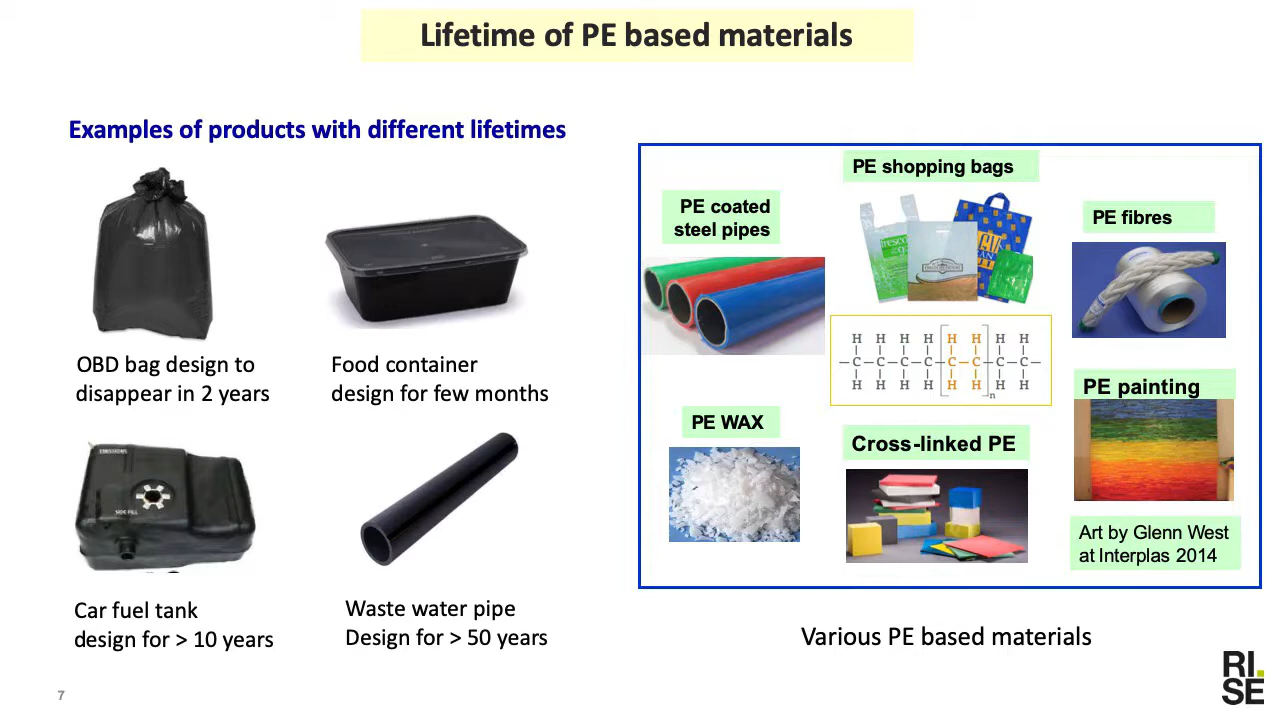 Lifetime of PE based materials
Examples of products with different lifetimes
OBD bag design to
disappear in 2 years
Food container
design for few months
SIDE FILL
Car fuel tank
design for > 10 years
Waste water pipe
Design for > 50 years
PE coated
steel pipes
PE shopping bags
PE fibres
H H H H H H H H
C C C C C C C C
H H H H H H H H
n
PE WAX
Cross-linked PE
PE painting
Art by Glenn West
at Interplas 2014
Various PE based materials
7
RI.
SE